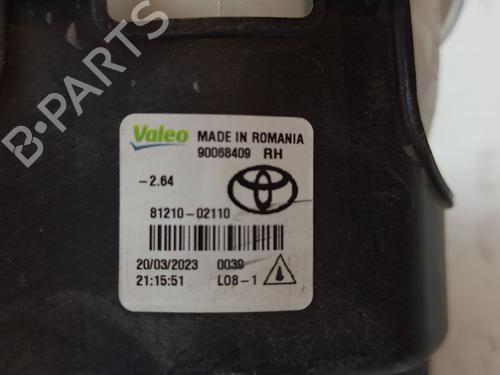 B-PARTS
Valeo MADE IN ROMANIA
90068409 RH
-2.64
81210-02110
20/03/2023 0039
21:15:51 L08-1